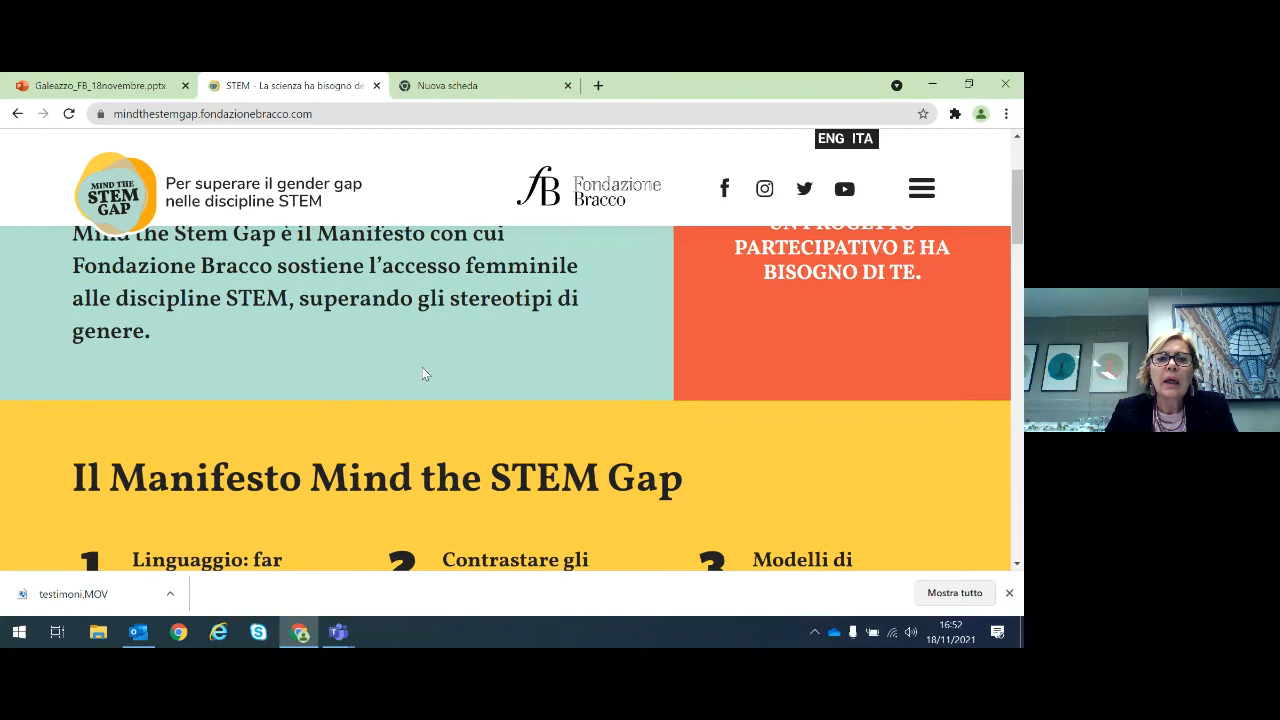 Galeazzo_FB_18novembre.pptx
STEM - La scienza ha bisogno de
Nuova scheda
mindthestemgap.fondazionebracco.com
ENG ITA
MIND THE
STEM
GAP
Per superare il gender gap
nelle discipline STEM
fB
Fondazione
Bracco
Mind the Stem Gap è il Manifesto con cui
Fondazione Bracco sostiene l’accesso femminile
alle discipline STEM, superando gli stereotipi di
genere.
UN PROGETTO
PARTECIPATIVO E HA
BISOGNO DI TE.
Il Manifesto Mind the STEM Gap
1 Linguaggio: far
2 Contrastare gli
3 Modelli di
testimoni.MOV
Mostra tutto
16:52
18/11/2021